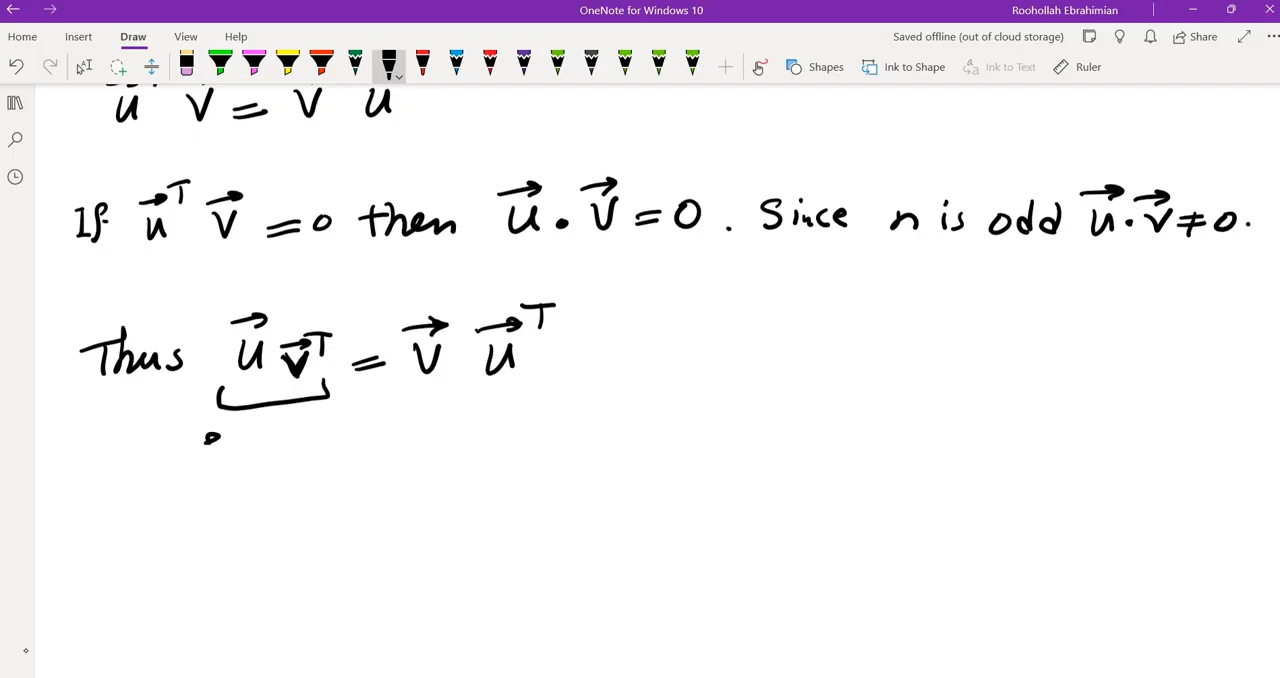 OneNote for Windows 10
Roohollah Ebrahimian
Home Insert Draw View Help
Saved offline (out of cloud storage)
Share
Shapes
Ink to Shape
Ink to Text
Ruler
u v = v u
If u⃗ᵀ v⃗ = 0 then u⃗ · v⃗ = 0 . Since n is odd u⃗ · v⃗ ≠ 0.
Thus u⃗ v⃗ᵀ = v⃗ u⃗ᵀ